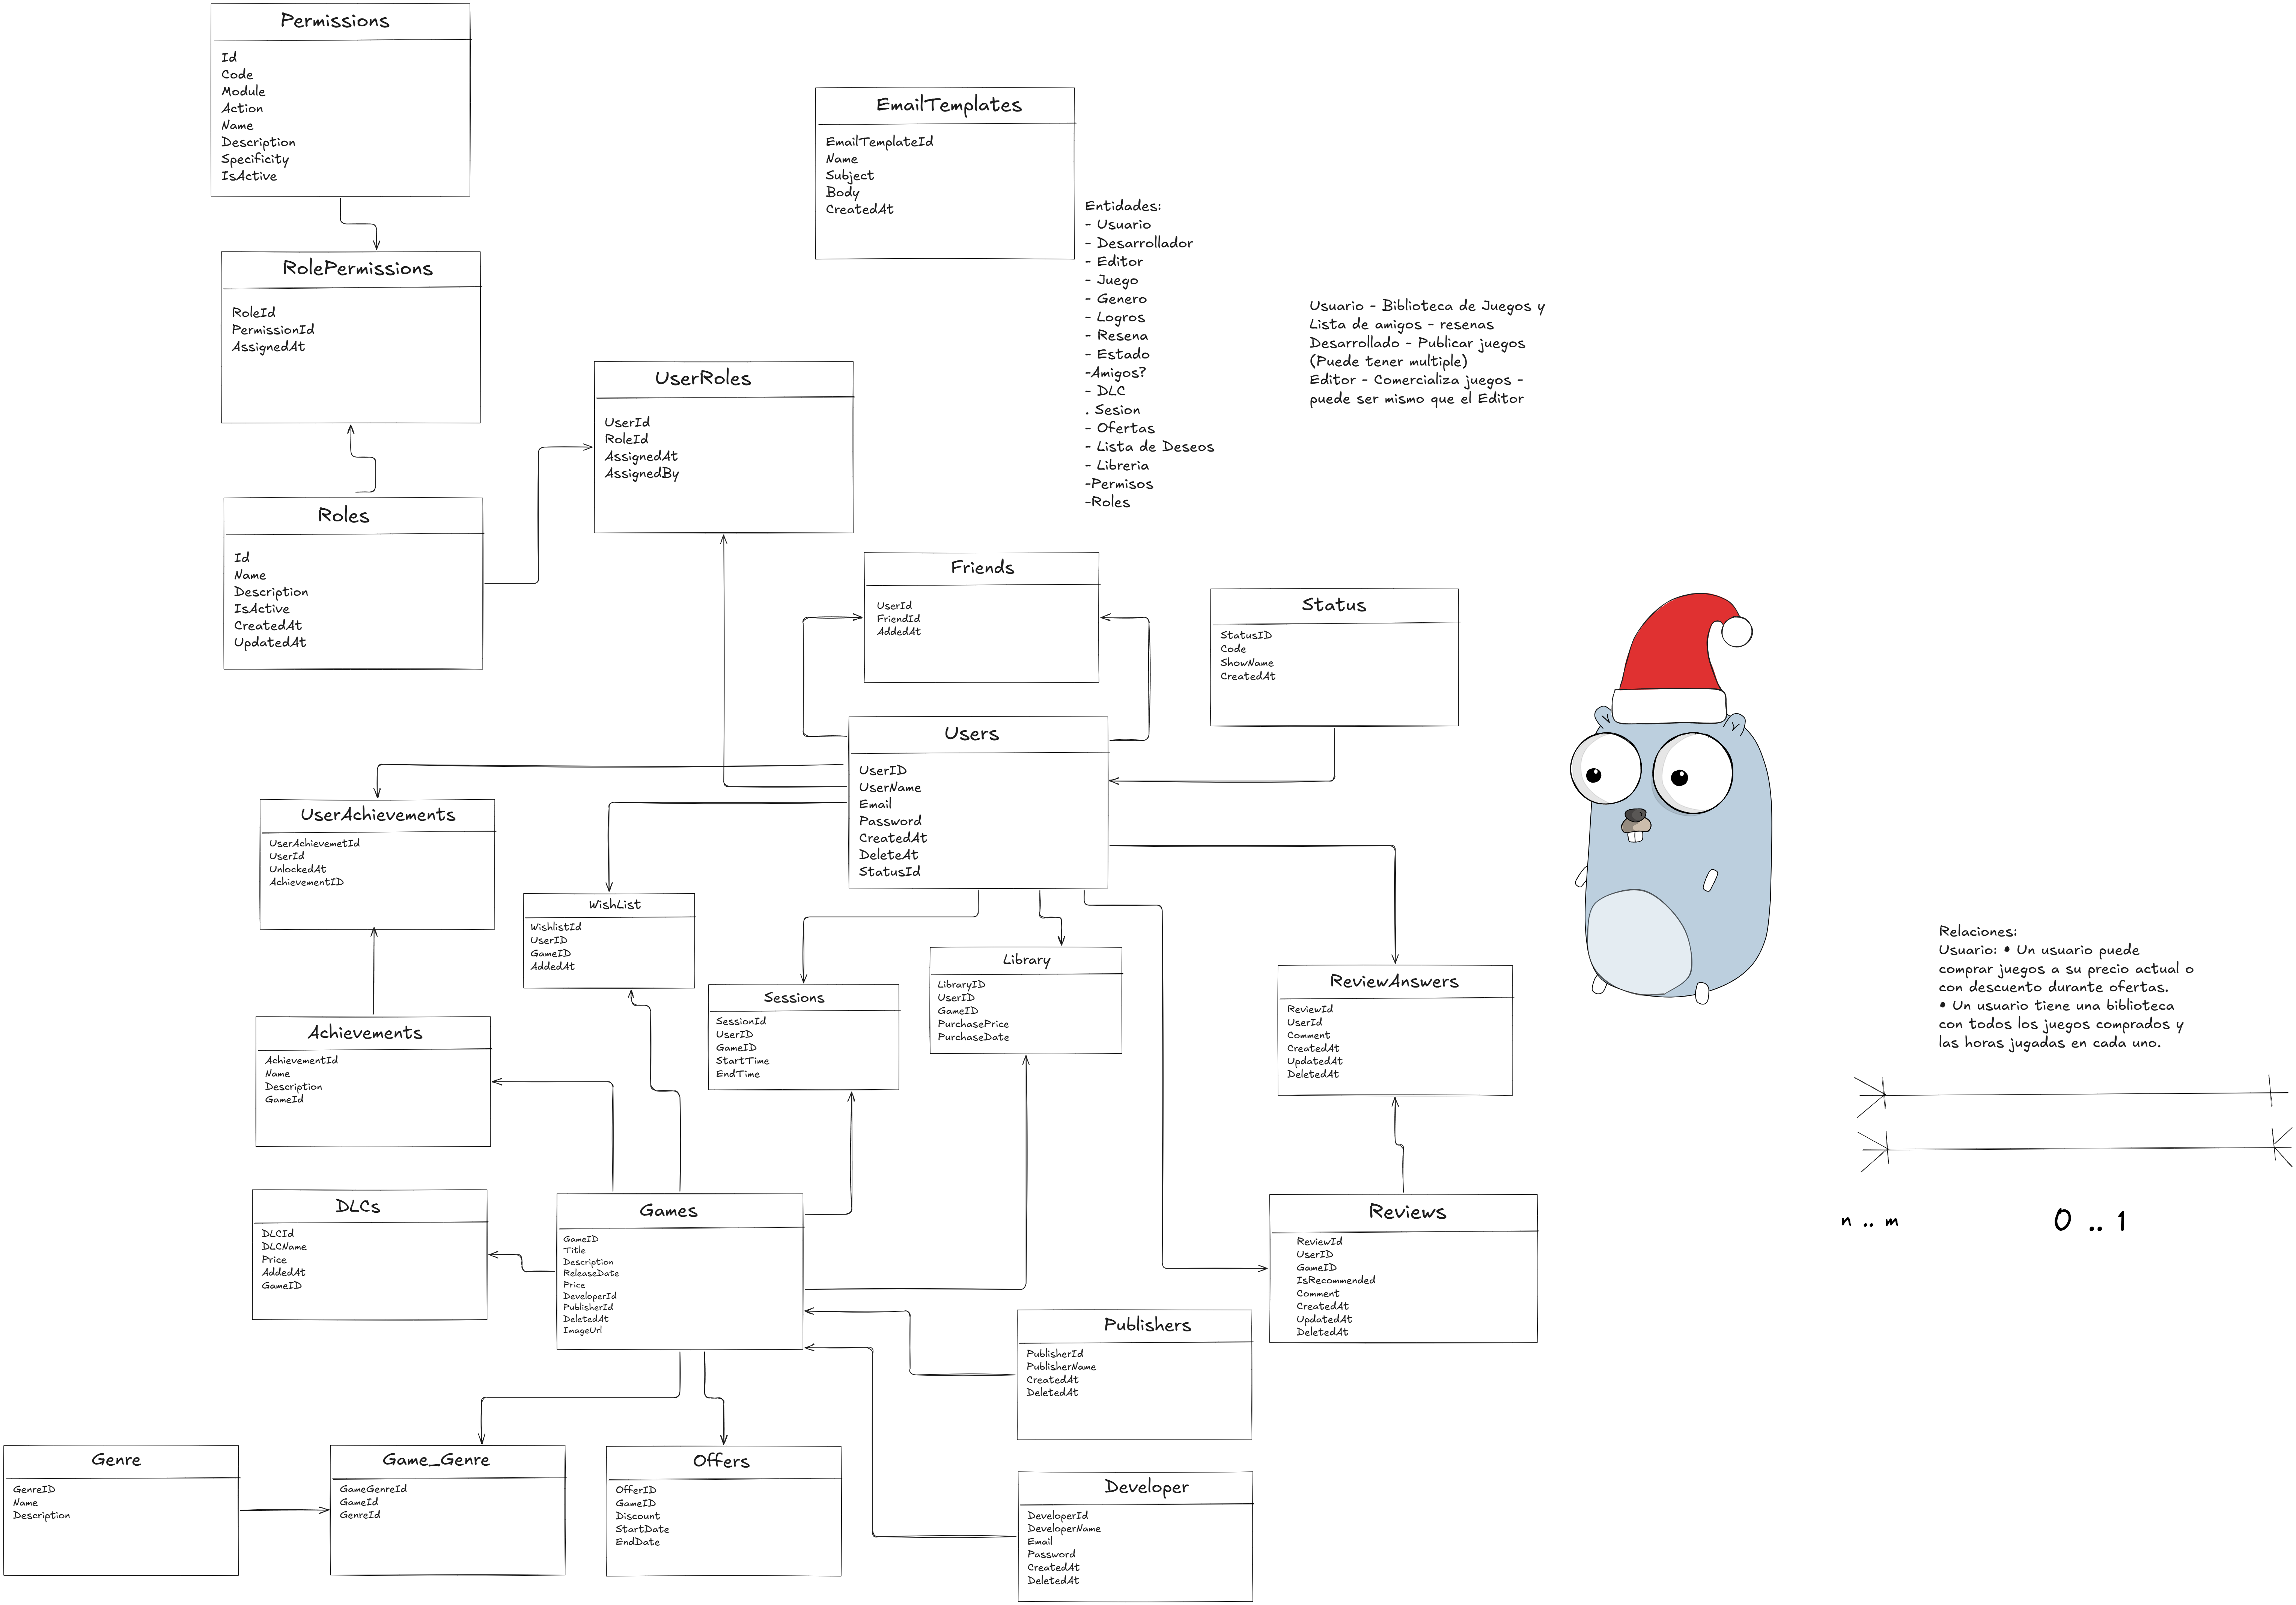 Permissions
Id
Code
Module
Action
Name
Description
Specificity
IsActive
EmailTemplates
EmailTemplateId
Name
Subject
Body
CreatedAt
Entidades:
- Usuario
- Desarrollador
- Editor
- Juego
- Genero
- Logros
- Resena
- Estado
-Amigos?
- DLC
. Sesion
- Ofertas
- Lista de Deseos
- Libreria
-Permisos
-Roles
Usuario - Biblioteca de Juegos y
Lista de amigos - resenas
Desarrollado - Publicar juegos
(Puede tener multiple)
Editor - Comercializa juegos -
puede ser mismo que el Editor
RolePermissions
RoleId
PermissionId
AssignedAt
UserRoles
UserId
RoleId
AssignedAt
AssignedBy
Roles
Id
Name
Description
IsActive
CreatedAt
UpdatedAt
Friends
UserId
FriendId
AddedAt
Status
StatusID
Code
ShowName
CreatedAt
Users
UserID
UserName
Email
Password
CreatedAt
DeleteAt
StatusId
UserAchievements
UserAchievemetId
UserId
UnlockedAt
AchievementID
WishList
WishlistId
UserID
GameID
AddedAt
Sessions
SessionId
UserID
GameID
StartTime
EndTime
Library
LibraryID
UserID
GameID
PurchasePrice
PurchaseDate
ReviewAnswers
ReviewId
UserId
Comment
CreatedAt
UpdatedAt
DeletedAt
Relaciones:
Usuario: • Un usuario puede
comprar juegos a su precio actual o
con descuento durante ofertas.
• Un usuario tiene una biblioteca
con todos los juegos comprados y
las horas jugadas en cada uno.
n .. m
0 .. 1
Achievements
AchievementId
Name
Description
GameId
DLCs
DLCId
DLCName
Price
AddedAt
GameID
Games
GameID
Title
Description
ReleaseDate
Price
DeveloperId
PublisherId
DeletedAt
ImageUrl
Reviews
ReviewId
UserID
GameID
IsRecommended
Comment
CreatedAt
UpdatedAt
DeletedAt
Publishers
PublisherId
PublisherName
CreatedAt
DeletedAt
Genre
GenreID
Name
Description
Game_Genre
GameGenreId
GameId
GenreId
Offers
OfferID
GameID
Discount
StartDate
EndDate
Developer
DeveloperId
DeveloperName
Email
Password
CreatedAt
DeletedAt